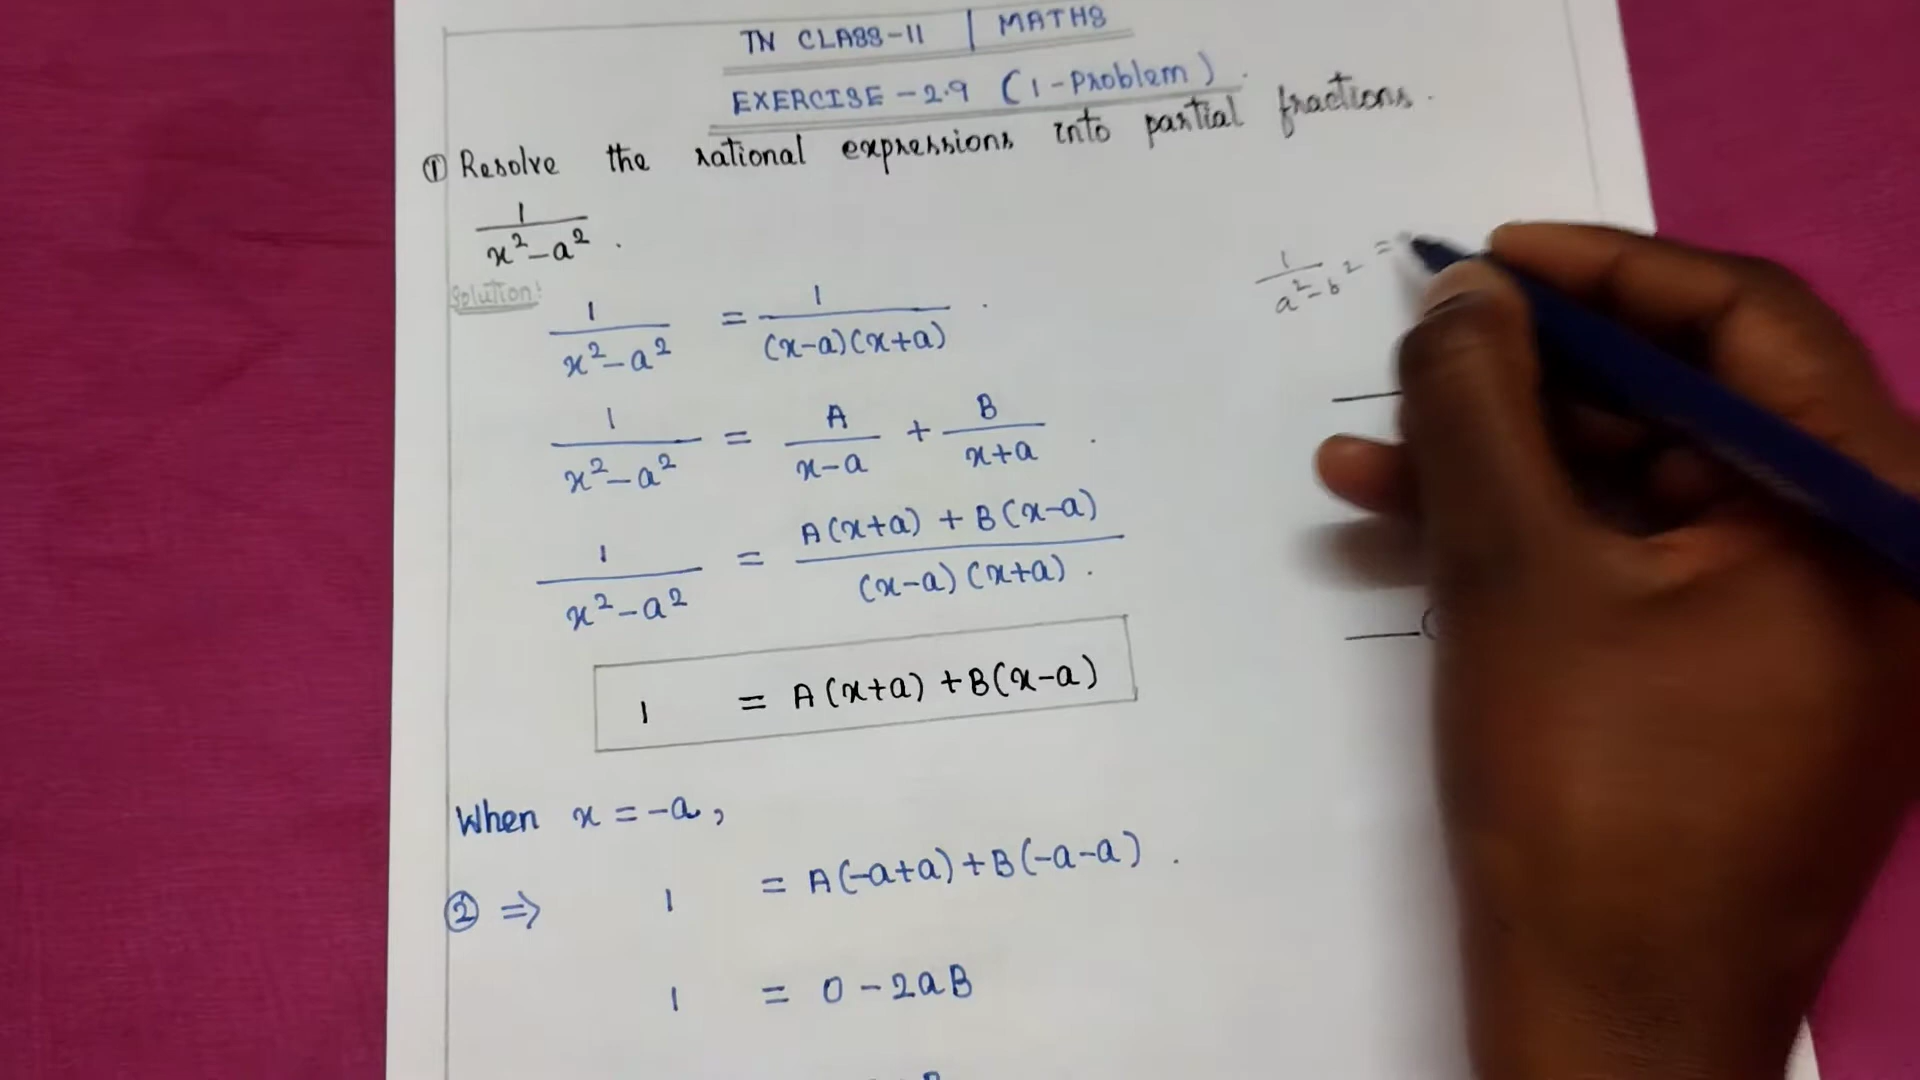 TN CLASS-11 | MATHS
EXERCISE - 2.9 (1-Problem).
① Resolve the rational expressions into partial fractions.
1/(x²-a²).
Solution:
1/(x²-a²) = 1/((x-a)(x+a)).
1/(a²-b²) =
1/(x²-a²) = A/(x-a) + B/(x+a).
1/(x²-a²) = (A(x+a) + B(x-a))/((x-a)(x+a)).
1 = A(x+a) + B(x-a)
When x = -a,
② ⇒ 1 = A(-a+a) + B(-a-a).
1 = 0 - 2aB